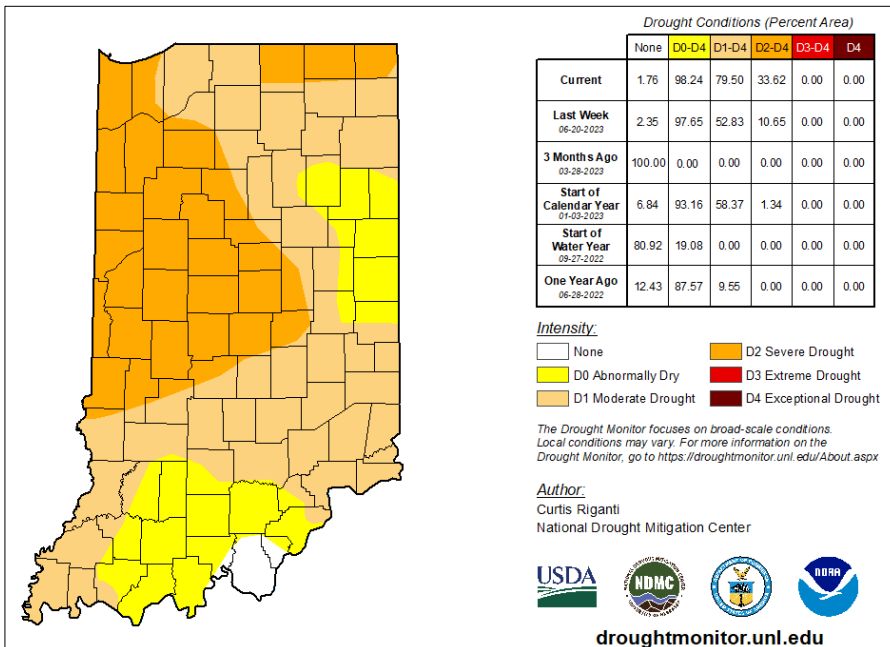 Drought Conditions (Percent Area)
None D0-D4 D1-D4 D2-D4 D3-D4 D4
Current 1.76 98.24 79.50 33.62 0.00 0.00
Last Week
06-20-2023
2.35 97.65 52.83 10.65 0.00 0.00
3 Months Ago
03-28-2023
100.00 0.00 0.00 0.00 0.00 0.00
Start of
Calendar Year
01-03-2023
6.84 93.16 58.37 1.34 0.00 0.00
Start of
Water Year
09-27-2022
80.92 19.08 0.00 0.00 0.00 0.00
One Year Ago
06-28-2022
12.43 87.57 9.55 0.00 0.00 0.00
Intensity:
None
D0 Abnormally Dry
D1 Moderate Drought
D2 Severe Drought
D3 Extreme Drought
D4 Exceptional Drought
The Drought Monitor focuses on broad-scale conditions.
Local conditions may vary. For more information on the
Drought Monitor, go to https://droughtmonitor.unl.edu/About.aspx
Author:
Curtis Riganti
National Drought Mitigation Center
USDA
NDMC
NOAA
droughtmonitor.unl.edu